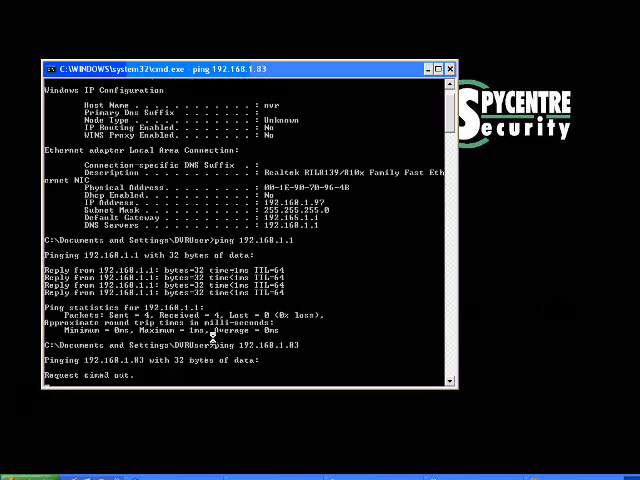 C:\WINDOWS\system32\cmd.exe - ping 192.168.1.83
Windows IP Configuration
Host Name . . . . . . . . . . . . : nvr
Primary Dns Suffix . . . . . . . :
Node Type . . . . . . . . . . . . : Unknown
IP Routing Enabled. . . . . . . . : No
WINS Proxy Enabled. . . . . . . . : No
Ethernet adapter Local Area Connection:
Connection-specific DNS Suffix . :
Description . . . . . . . . . . . : Realtek RTL8139/810x Family Fast Eth
ernet NIC
Physical Address. . . . . . . . . : 00-1E-90-70-96-4B
Dhcp Enabled. . . . . . . . . . . : No
IP Address. . . . . . . . . . . . : 192.168.1.97
Subnet Mask . . . . . . . . . . . : 255.255.255.0
Default Gateway . . . . . . . . . : 192.168.1.1
DNS Servers . . . . . . . . . . . : 192.168.1.1
C:\Documents and Settings\DVRUser>ping 192.168.1.1
Pinging 192.168.1.1 with 32 bytes of data:
Reply from 192.168.1.1: bytes=32 time=1ms TTL=64
Reply from 192.168.1.1: bytes=32 time<1ms TTL=64
Reply from 192.168.1.1: bytes=32 time<1ms TTL=64
Reply from 192.168.1.1: bytes=32 time<1ms TTL=64
Ping statistics for 192.168.1.1:
Packets: Sent = 4, Received = 4, Lost = 0 (0% loss),
Approximate round trip times in milli-seconds:
Minimum = 0ms, Maximum = 1ms, Average = 0ms
C:\Documents and Settings\DVRUser>ping 192.168.1.83
Pinging 192.168.1.83 with 32 bytes of data:
Request timed out.
SPYCENTRE
Security